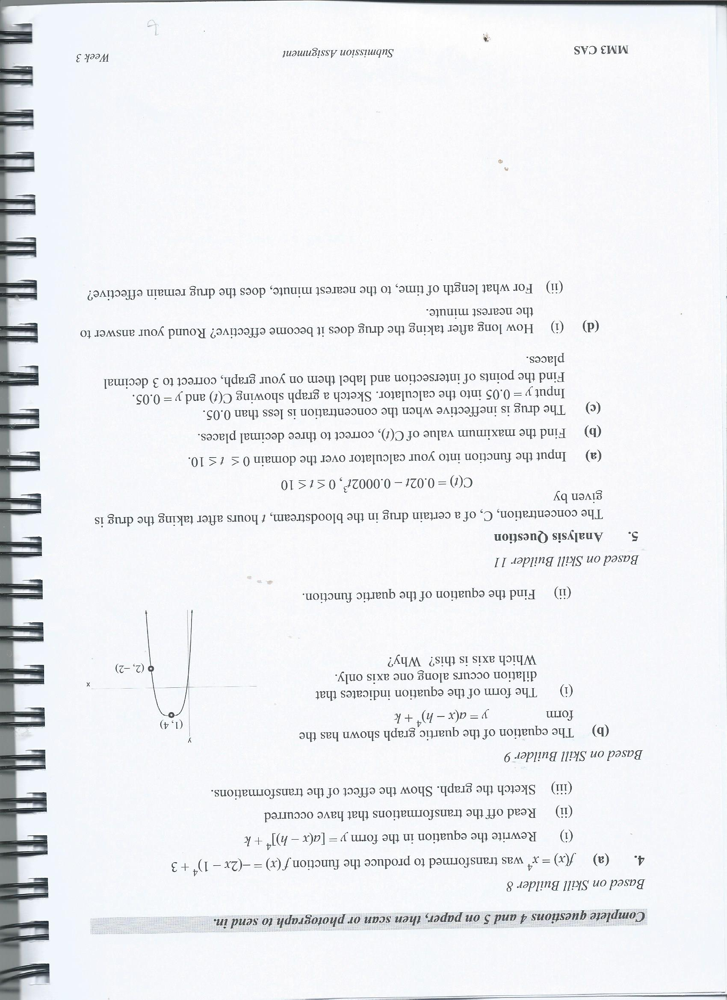 Complete questions 4 and 5 on paper, then scan or photograph to send in.
Based on Skill Builder 8
4. (a) f(x) = x⁴ was transformed to produce the function f (x) = –(2x – 1)⁴ + 3
(i) Rewrite the equation in the form y = [a(x – h)]⁴ + k
(ii) Read off the transformations that have occurred
(iii) Sketch the graph. Show the effect of the transformations.
Based on Skill Builder 9
(b) The equation of the quartic graph shown has the
form y = a(x – h)⁴ + k
(i) The form of the equation indicates that
dilation occurs along one axis only.
Which axis is this? Why?
y
(1, 4)
x
(2, –2)
(ii) Find the equation of the quartic function.
Based on Skill Builder 11
5. Analysis Question
The concentration, C, of a certain drug in the bloodstream, t hours after taking the drug is
given by
C(t) = 0.02t – 0.0002t³, 0 ≤ t ≤ 10
(a) Input the function into your calculator over the domain 0 ≤ t ≤ 10.
(b) Find the maximum value of C(t), correct to three decimal places.
(c) The drug is ineffective when the concentration is less than 0.05.
Input y = 0.05 into the calculator. Sketch a graph showing C(t) and y = 0.05.
Find the points of intersection and label them on your graph, correct to 3 decimal
places.
(d) (i) How long after taking the drug does it become effective? Round your answer to
the nearest minute.
(ii) For what length of time, to the nearest minute, does the drug remain effective?
MM3 CAS Submission Assignment Week 3